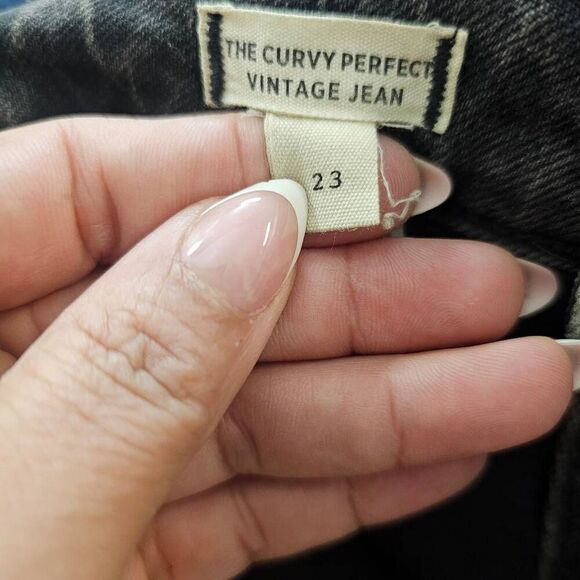 THE CURVY PERFECT
VINTAGE JEAN
23